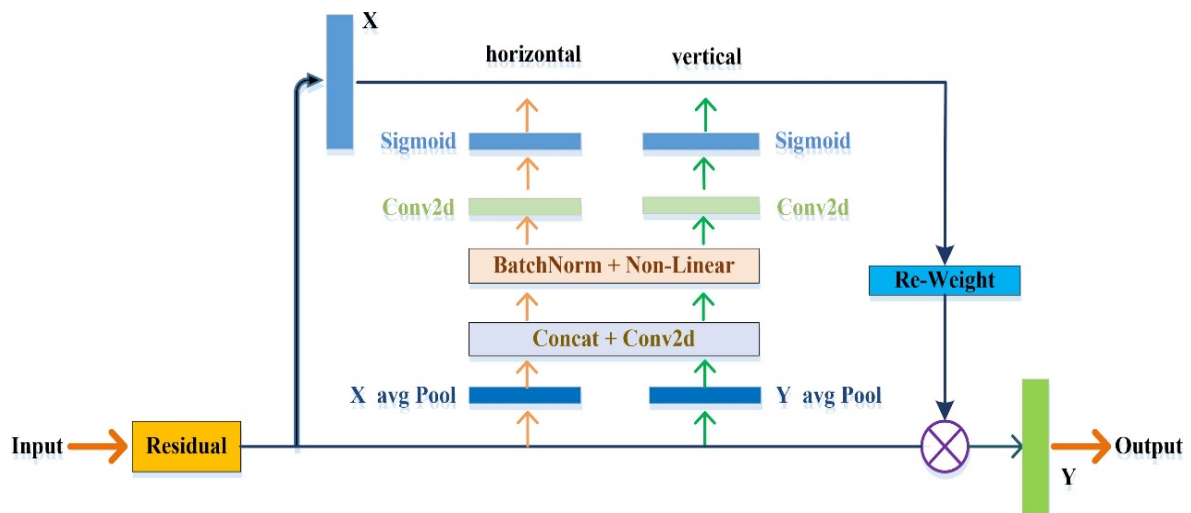 X
horizontal
vertical
Sigmoid
Sigmoid
Conv2d
Conv2d
BatchNorm + Non-Linear
Re-Weight
Concat + Conv2d
X avg Pool
Y avg Pool
Input
Residual
Output
Y